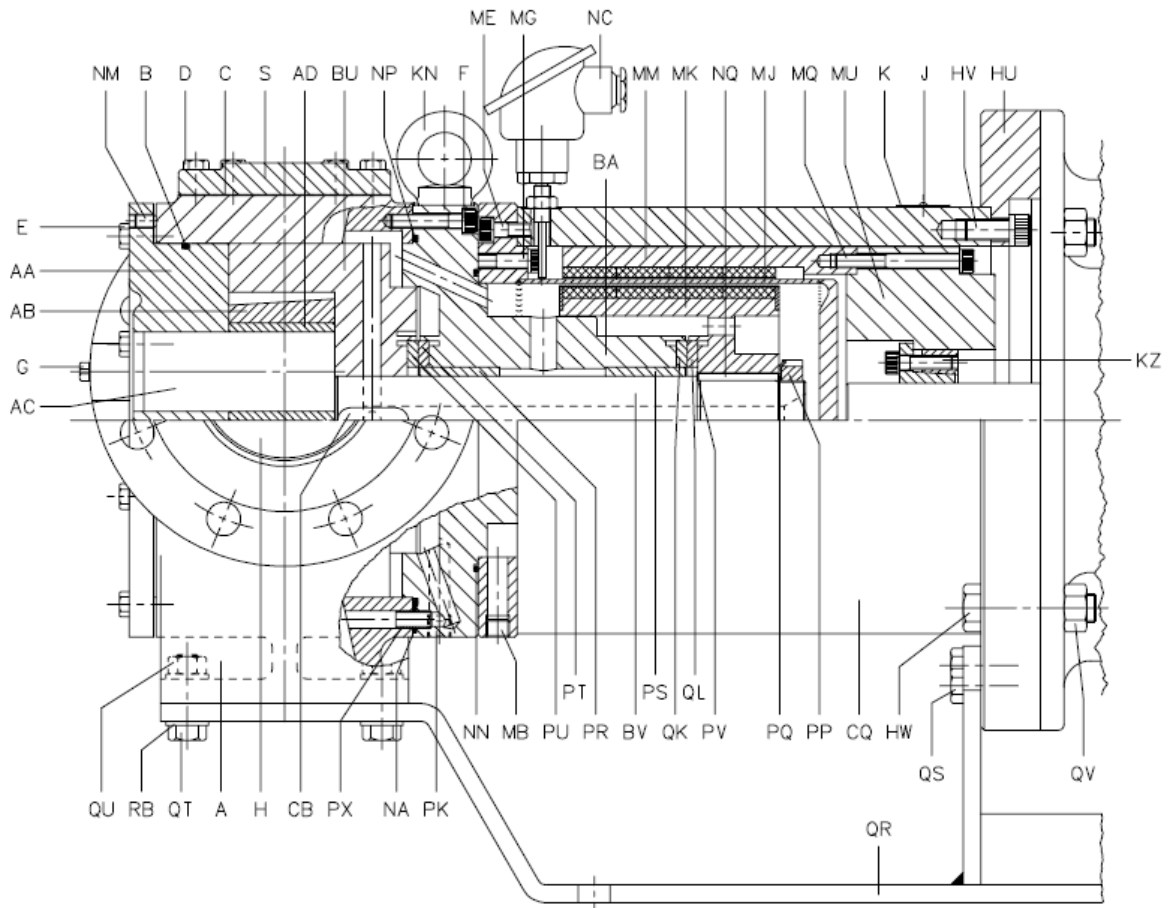 ME MG NC
NM B D C S AD BU NP KN F MM MK NQ MJ MQ MU K J HV HU
BA
E
AA
AB
G
AC
KZ
PT PS QL
NN MB PU PR BV QK PV PQ PP CQ HW
QS QV
QU RB QT A H CB PX NA PK
QR